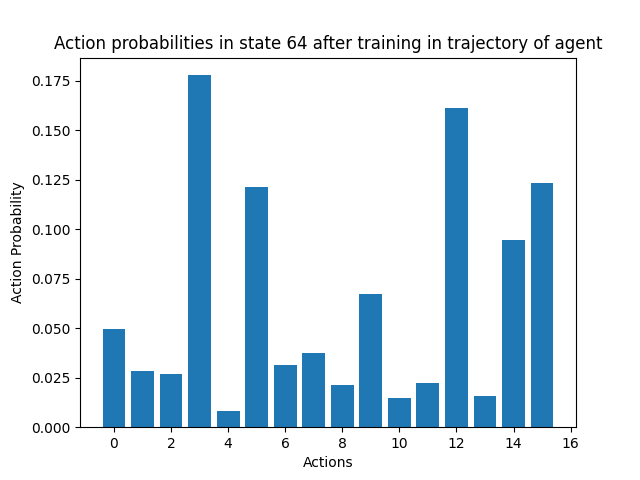 Action probabilities in state 64 after training in trajectory of agent
0.175
0.150
0.125
0.100
0.075
0.050
0.025
0.000
Action Probability
0 2 4 6 8 10 12 14 16
Actions